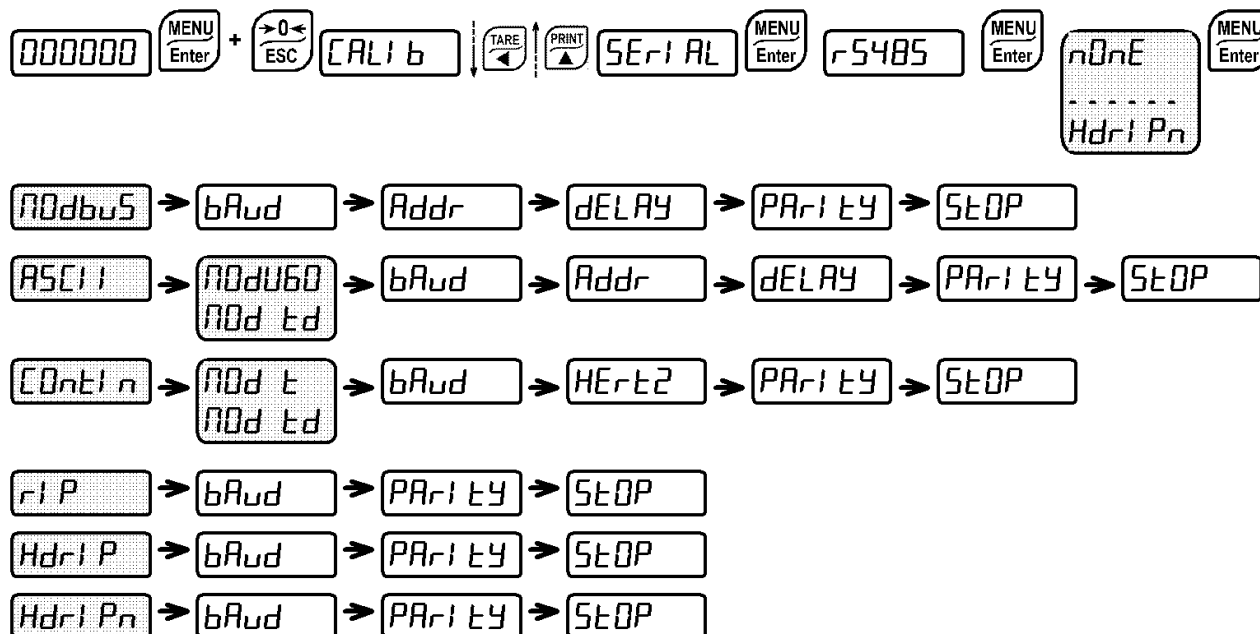 000000 MENU Enter + →0← ESC CALIb TARE PRINT SErIAL MENU Enter rS485 MENU Enter nOnE MENU Enter
------
HdrIPn
MOdbuS → bAud → Addr → dELAY → PArItY → StOP
ASCII → MOdU60 → bAud → Addr → dELAY → PArItY → StOP
MOd td
COntIn → MOd t → bAud → HErtZ → PArItY → StOP
MOd td
rIP → bAud → PArItY → StOP
HdrIP → bAud → PArItY → StOP
HdrIPn → bAud → PArItY → StOP